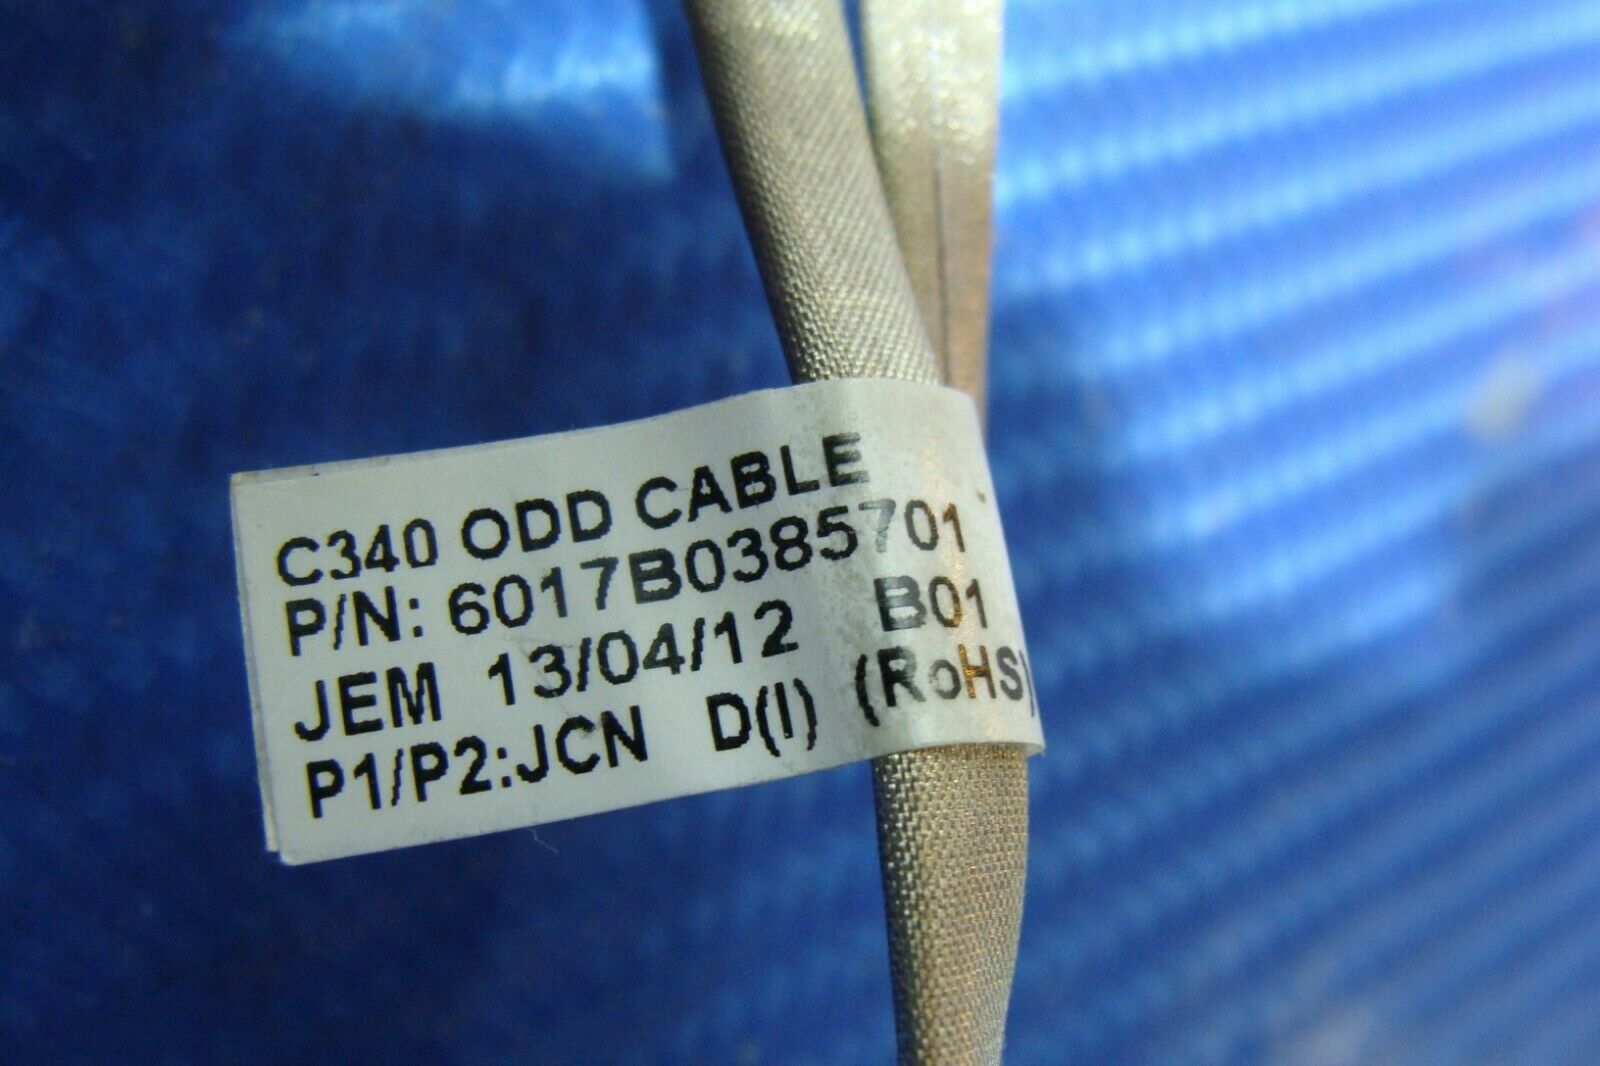 C340 ODD CABLE
P/N: 6017B0385701
JEM 13/04/12 B01
P1/P2:JCN D(I) (RoHS)